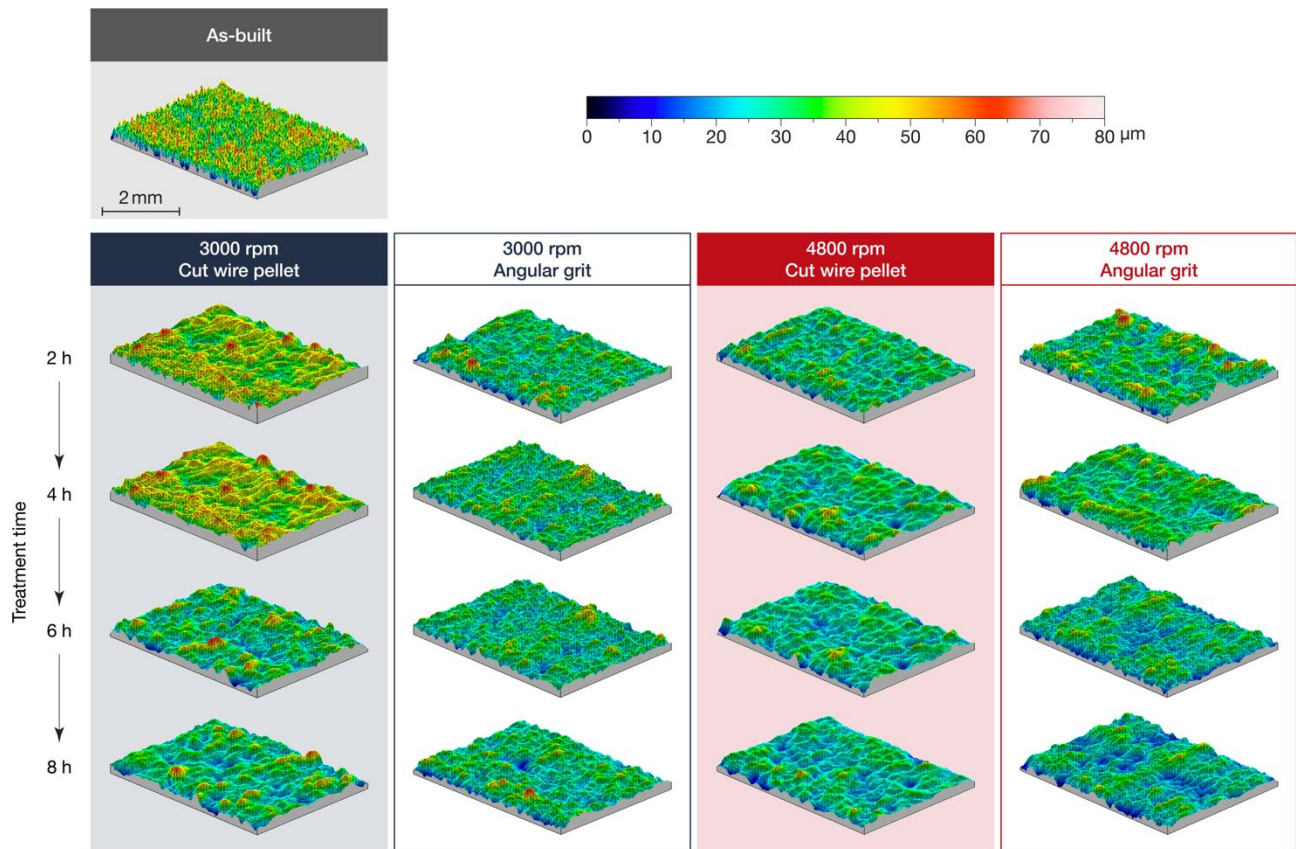 As-built
2 mm
0 10 20 30 40 50 60 70 80 µm
3000 rpm
Cut wire pellet
3000 rpm
Angular grit
4800 rpm
Cut wire pellet
4800 rpm
Angular grit
Treatment time
2 h
4 h
6 h
8 h